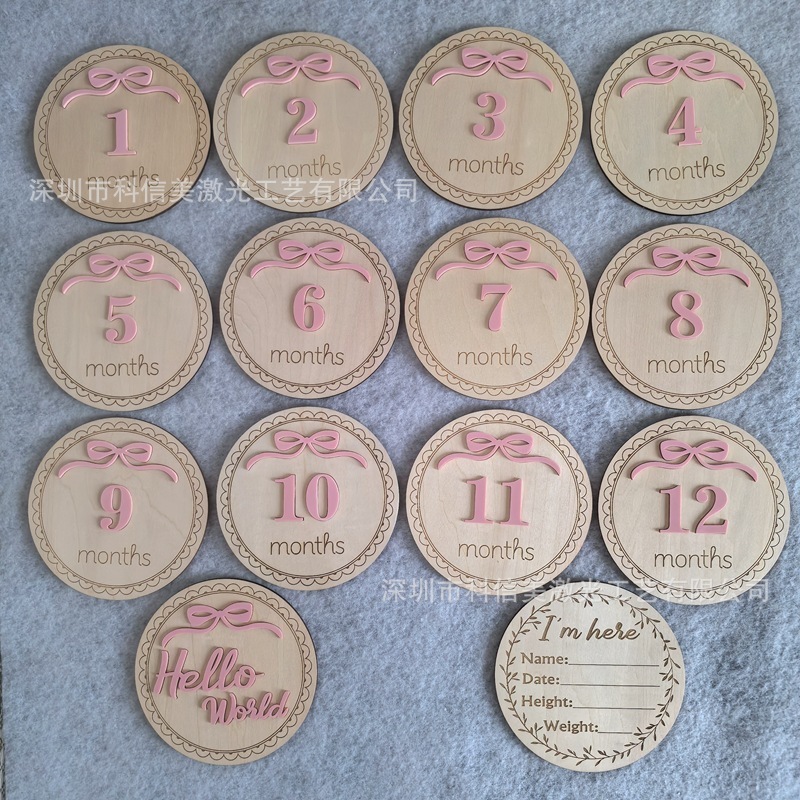 1 months
2 months
3 months
4 months
深圳市科信美激光工艺有限公司
5 months
6 months
7 months
8 months
9 months
10 months
11 months
12 months
深圳市科信美激光工艺有限公司
Hello
World
I'm here
Name:
Date:
Height:
Weight: